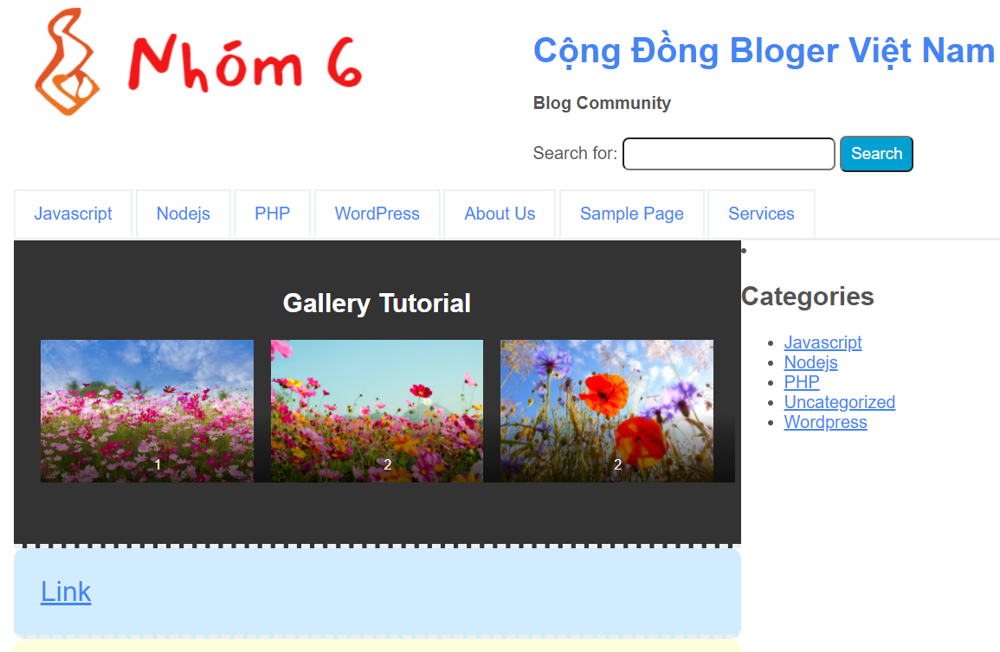 Nhóm 6
Cộng Đồng Bloger Việt Nam
Blog Community
Search for: Search
Javascript Nodejs PHP WordPress About Us Sample Page Services
Gallery Tutorial
1 2 2
Link
Categories
Javascript
Nodejs
PHP
Uncategorized
Wordpress